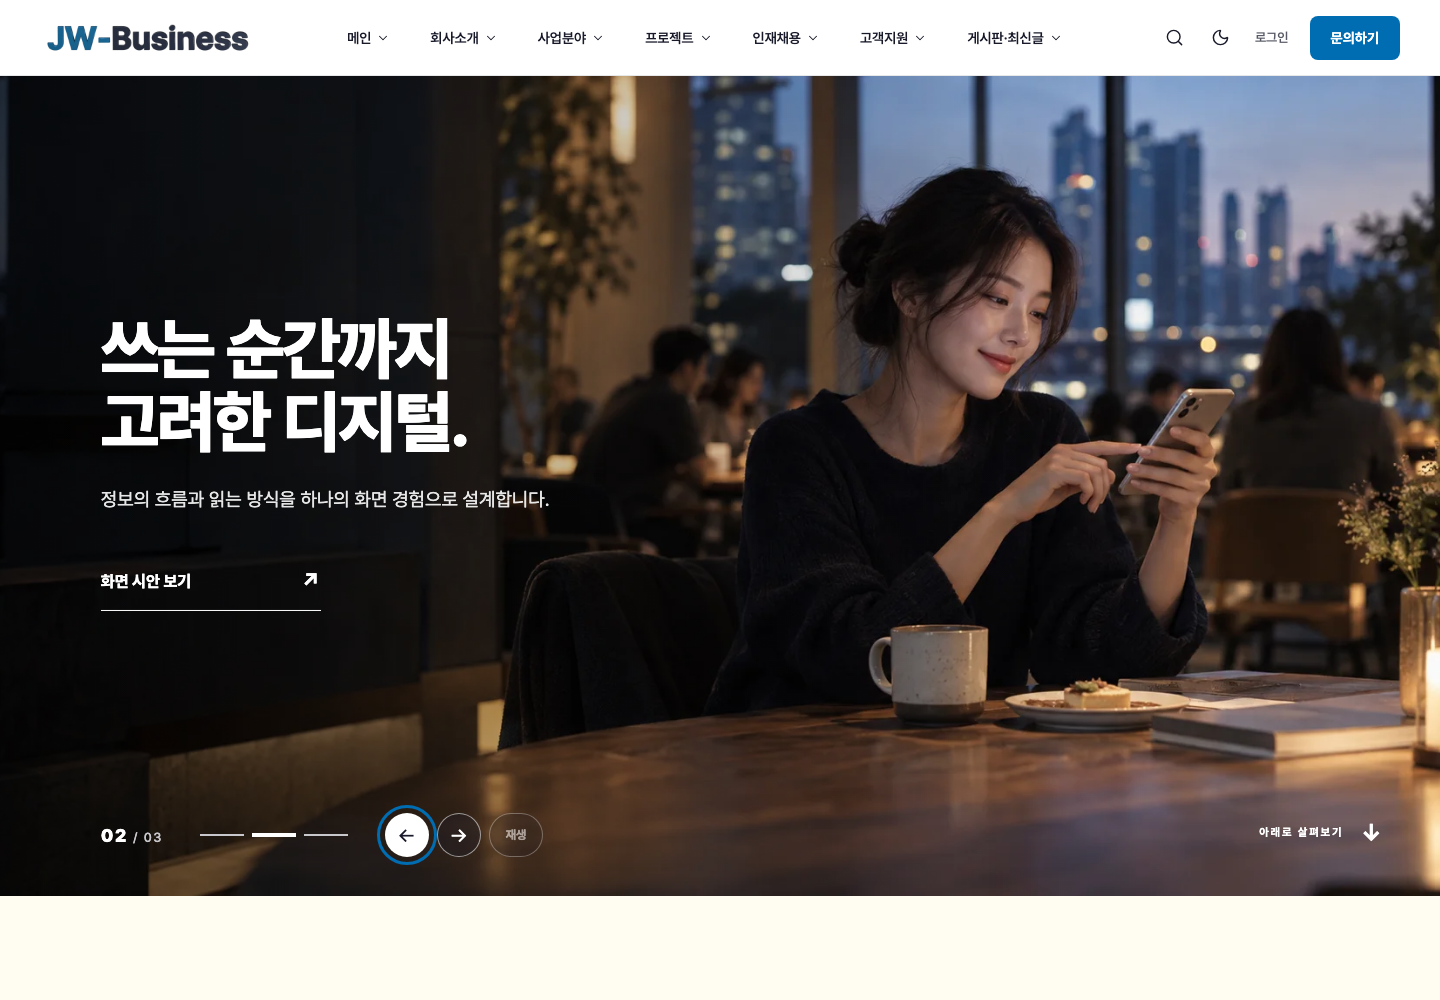 JW-Business
메인
회사소개
사업분야
프로젝트
인재채용
고객지원
게시판·최신글
로그인
문의하기
쓰는 순간까지
고려한 디지털.
정보의 흐름과 읽는 방식을 하나의 화면 경험으로 설계합니다.
화면 시안 보기
02 / 03
재생
아래로 살펴보기